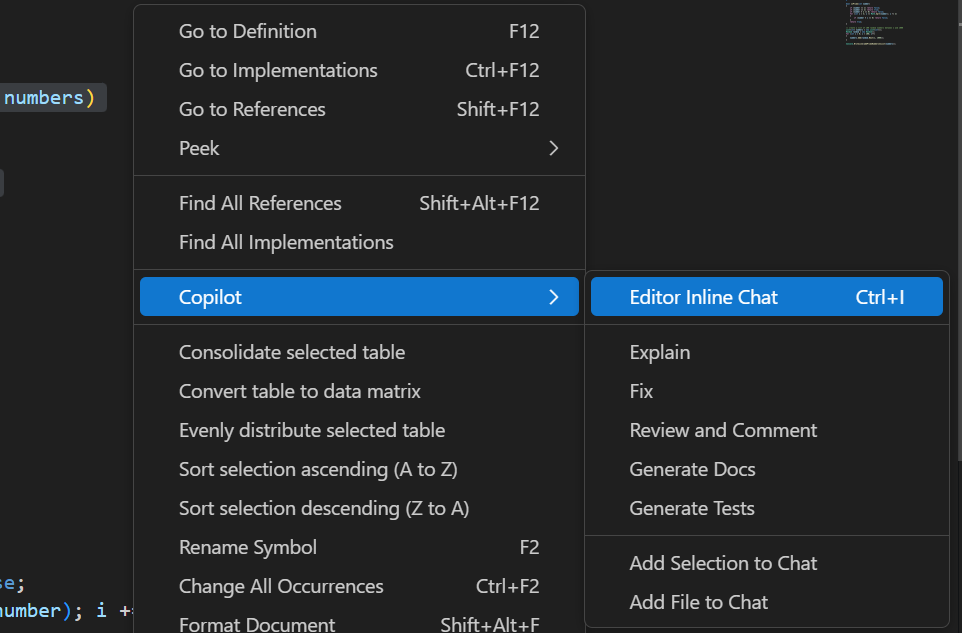 Go to Definition F12
Go to Implementations Ctrl+F12
numbers)
Go to References Shift+F12
Peek
Find All References Shift+Alt+F12
Find All Implementations
Copilot
Consolidate selected table
Convert table to data matrix
Evenly distribute selected table
Sort selection ascending (A to Z)
Sort selection descending (Z to A)
Rename Symbol F2
Change All Occurrences Ctrl+F2
Format Document Shift+Alt+F
Editor Inline Chat Ctrl+I
Explain
Fix
Review and Comment
Generate Docs
Generate Tests
Add Selection to Chat
Add File to Chat
se;
number); i +